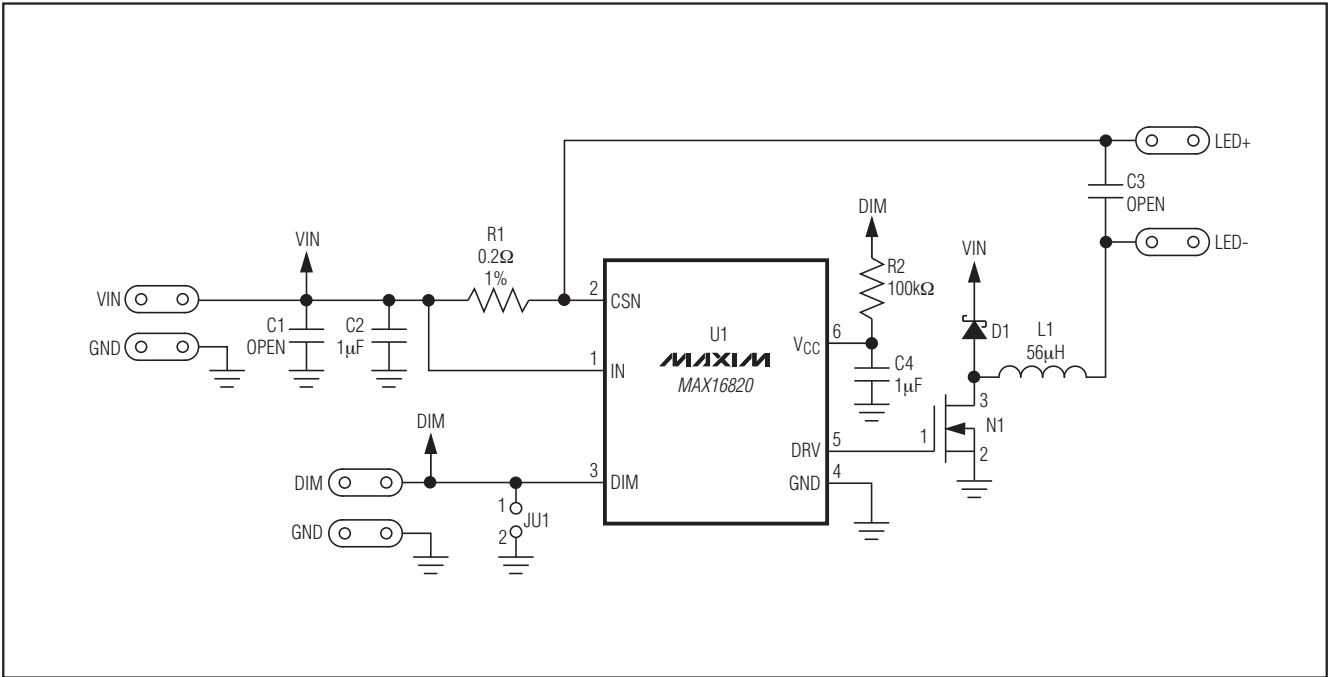 LED+
C3
OPEN
LED-
DIM
R2
100kΩ
VIN
D1
L1
56μH
VIN
R1
0.2Ω
1%
VIN
C1
OPEN
C2
1μF
GND
2
CSN
1
IN
U1
MAXIM
MAX16820
6
VCC
C4
1μF
3
N1
1
2
DRV
5
GND
4
DIM
DIM
3
DIM
1
JU1
2
GND